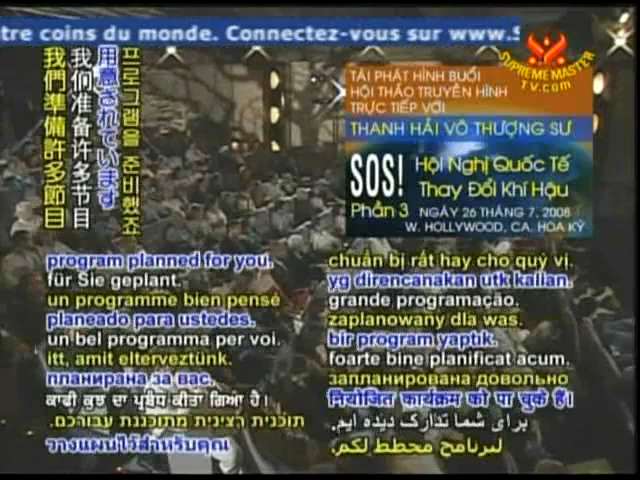 tre coins du monde. Connectez-vous sur www.S
SUPREME MASTER
TV.com
프로그램을 준비했죠
用意されています
我们准备许多节目
我們準備許多節目
TÁI PHÁT HÌNH BUỔI
HỘI THẢO TRUYỀN HÌNH
TRỰC TIẾP VỚI
THANH HẢI VÔ THƯỢNG SƯ
SOS! Hội Nghị Quốc Tế
Thay Đổi Khí Hậu
Phần 3 NGÀY 26 THÁNG 7, 2008
W. HOLLYWOOD, CA. HOA KỲ
program planned for you.
für Sie geplant.
un programme bien pensé
planeado para ustedes.
un bel programma per voi.
itt, amit elterveztünk.
планирана за вас.
ਕਾਫੀ ਕੁਝ ਦਾ ਪ੍ਰਬੰਧ ਕੀਤਾ ਗਿਆ ਹੈ।
תוכנית רצינית מתוכננת עבורכם.
วางแผนไว้สำหรับคุณ
chuẩn bị rất hay cho quý vị.
yg direncanakan utk kalian.
grande programação.
zaplanowany dla was.
bir program yaptık.
foarte bine planificat acum.
запланирована довольно
नियोजित कार्यक्रम को पा चुके हैं।
برای شما تدارک دیده ایم.
لبرنامج مخطط لكم.